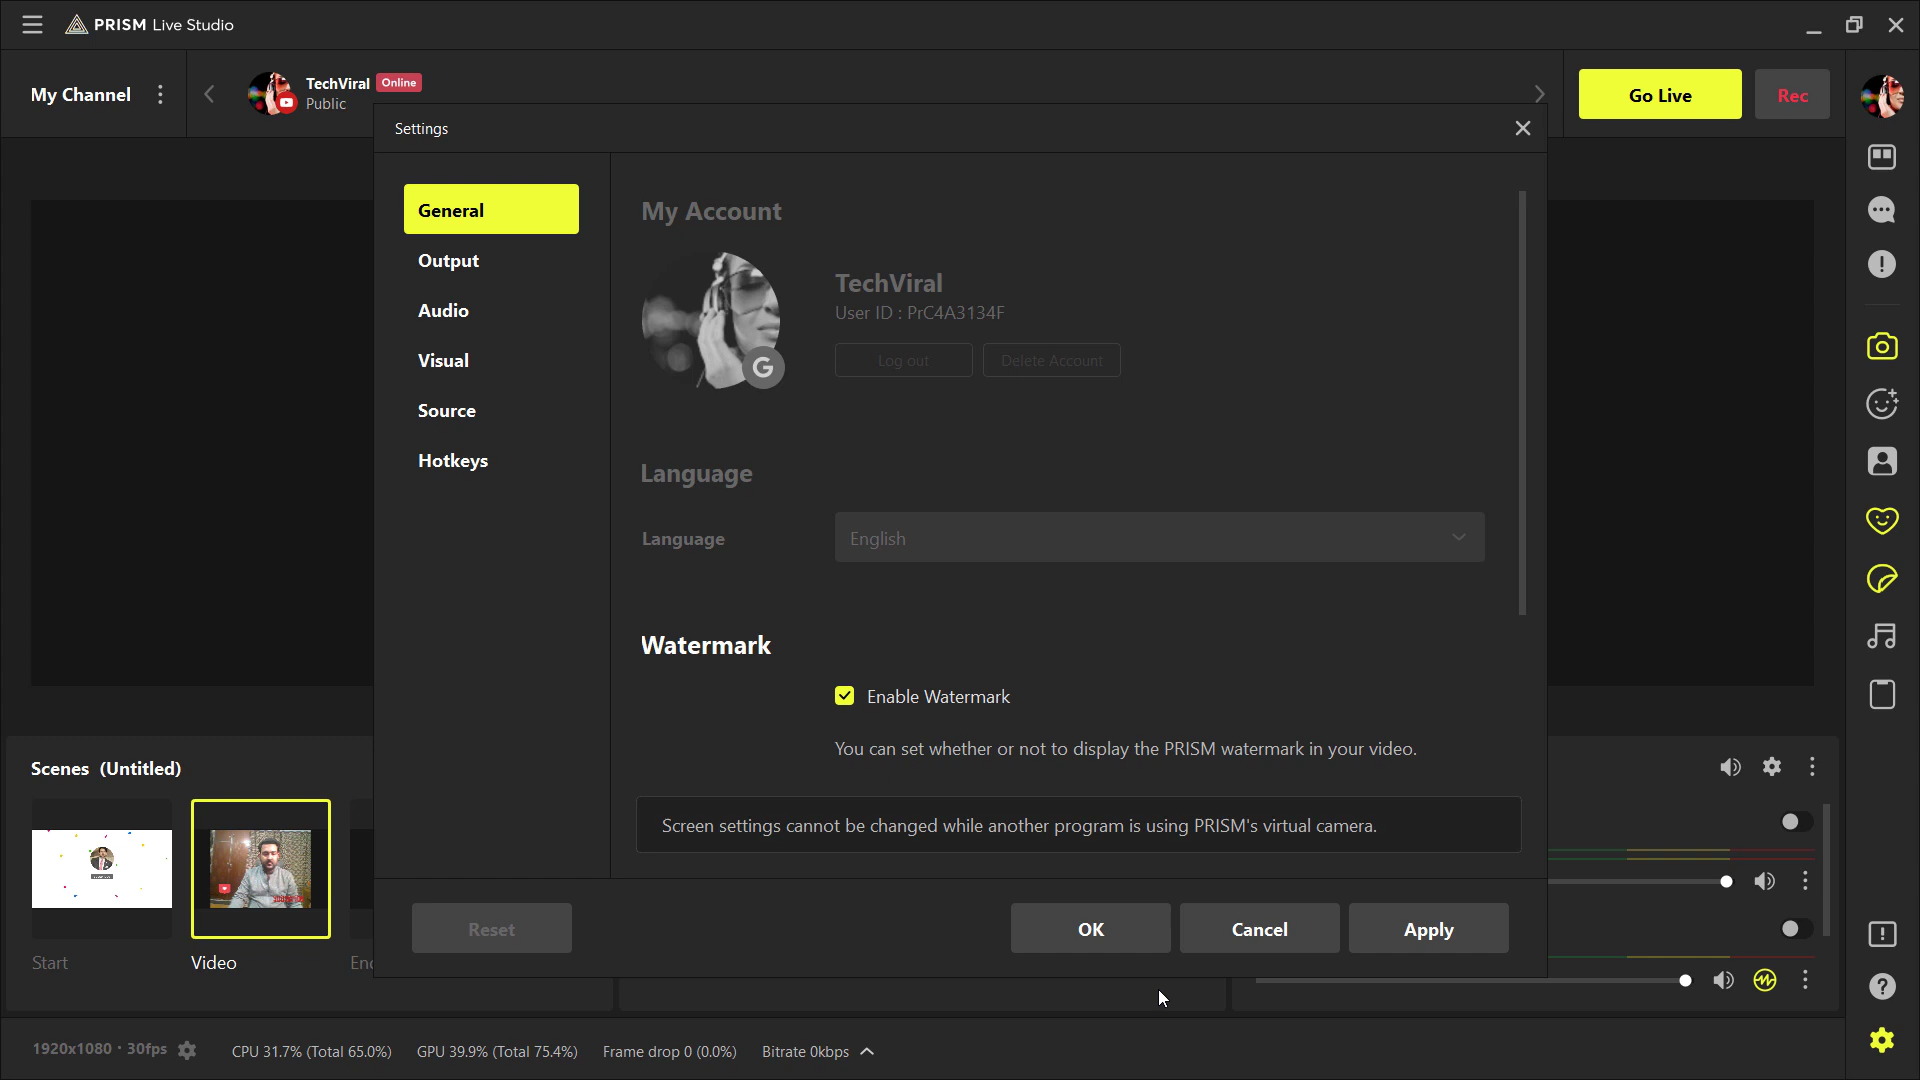 PRISM Live Studio
My Channel
TechViral Online
Public
Go Live
Rec
Settings
General
Output
Audio
Visual
Source
Hotkeys
My Account
TechViral
User ID : PrC4A3134F
Log out
Delete Account
G
Language
Language
English
Watermark
Enable Watermark
You can set whether or not to display the PRISM watermark in your video.
Screen settings cannot be changed while another program is using PRISM's virtual camera.
Reset
OK
Cancel
Apply
Scenes (Untitled)
Start
Video
1920x1080 • 30fps
CPU 31.7% (Total 65.0%)
GPU 39.9% (Total 75.4%)
Frame drop 0 (0.0%)
Bitrate 0kbps